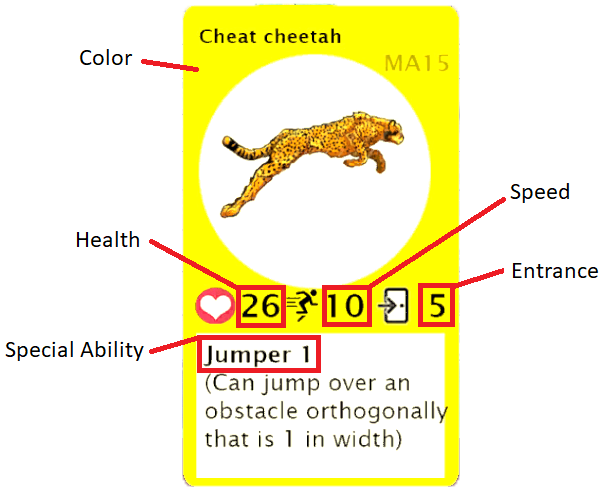 Cheat cheetah
Color
MA15
Speed
Health
Entrance
26 10 5
Special Ability
Jumper 1
(Can jump over an
obstacle orthogonally
that is 1 in width)